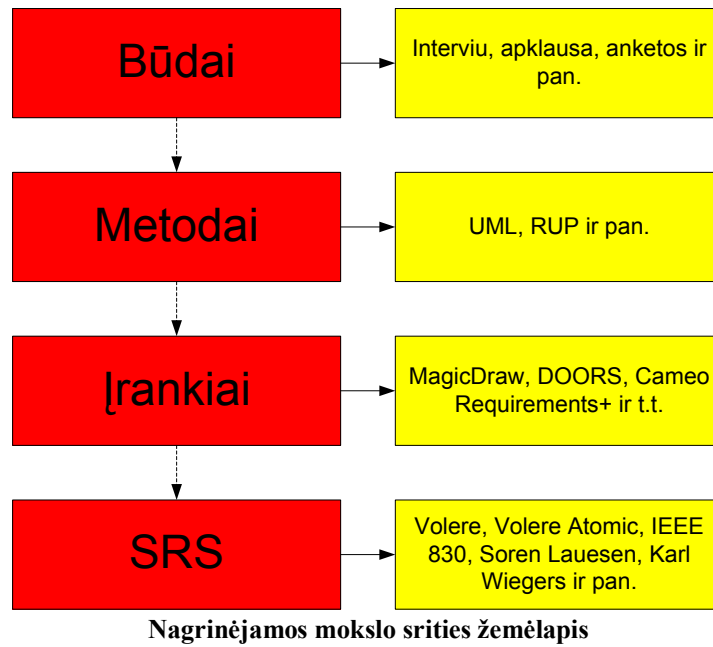 Būdai
Interviu, apklausa, anketos ir
pan.
Metodai
UML, RUP ir pan.
Įrankiai
MagicDraw, DOORS, Cameo
Requirements+ ir t.t.
SRS
Volere, Volere Atomic, IEEE
830, Soren Lauesen, Karl
Wiegers ir pan.
Nagrinėjamos mokslo srities žemėlapis